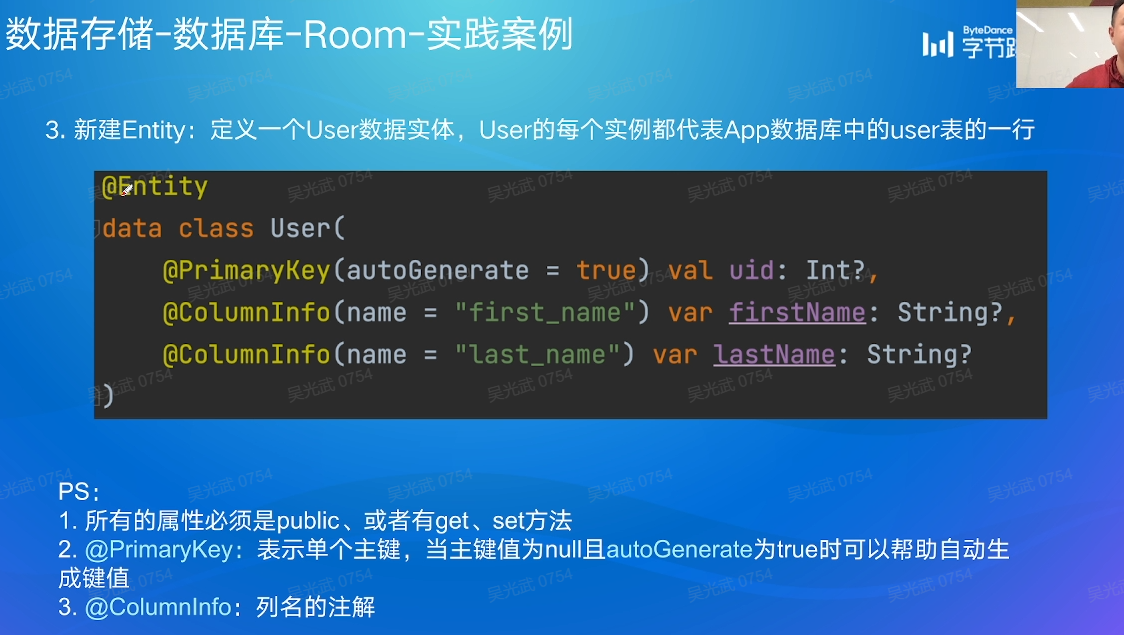 数据存储-数据库-Room-实践案例
ByteDance
字节跳
3. 新建Entity：定义一个User数据实体，User的每个实例都代表App数据库中的user表的一行
@Entity
data class User(
@PrimaryKey(autoGenerate = true) val uid: Int?,
@ColumnInfo(name = "first_name") var firstName: String?,
@ColumnInfo(name = "last_name") var lastName: String?
)
PS：
1. 所有的属性必须是public、或者有get、set方法
2. @PrimaryKey：表示单个主键，当主键值为null且autoGenerate为true时可以帮助自动生
成键值
3. @ColumnInfo：列名的注解
吴光武 0754